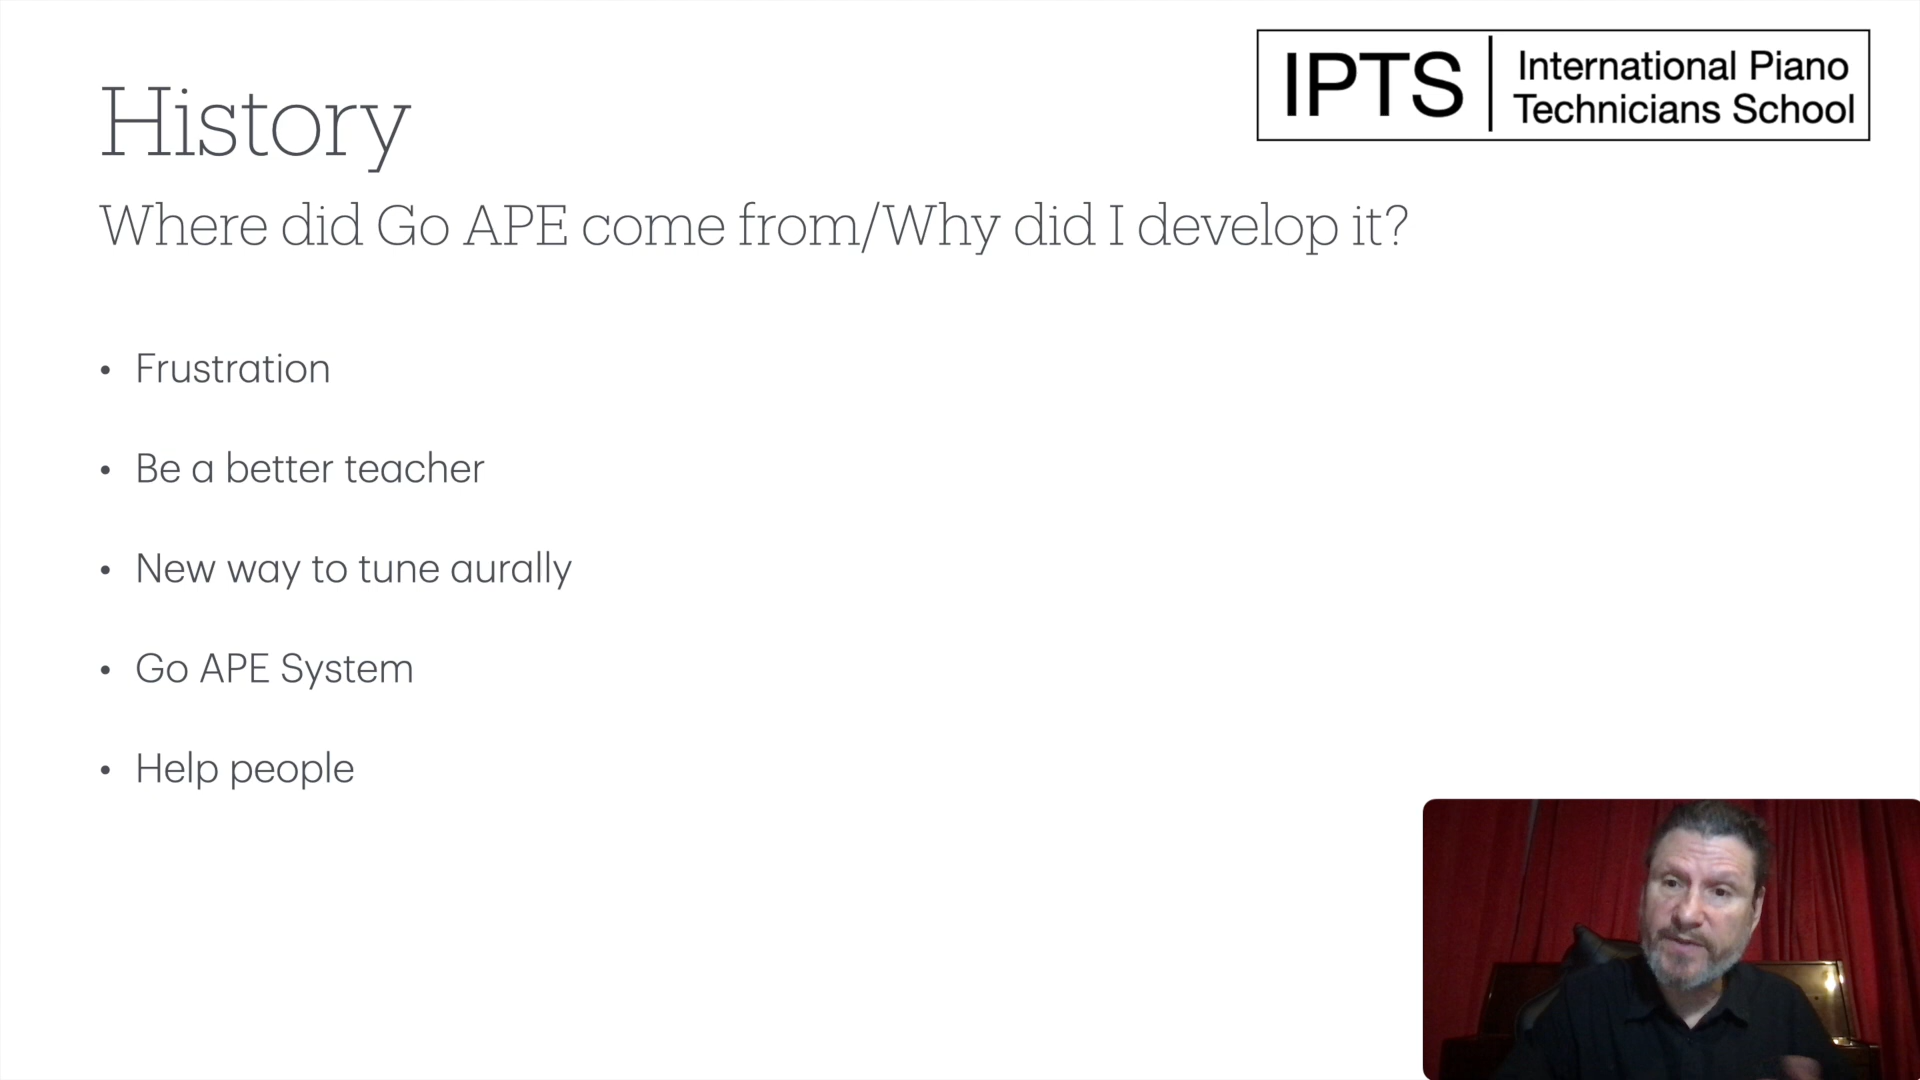 IPTS
International Piano
Technicians School
History
Where did Go APE come from/Why did I develop it?
• Frustration
• Be a better teacher
• New way to tune aurally
• Go APE System
• Help people